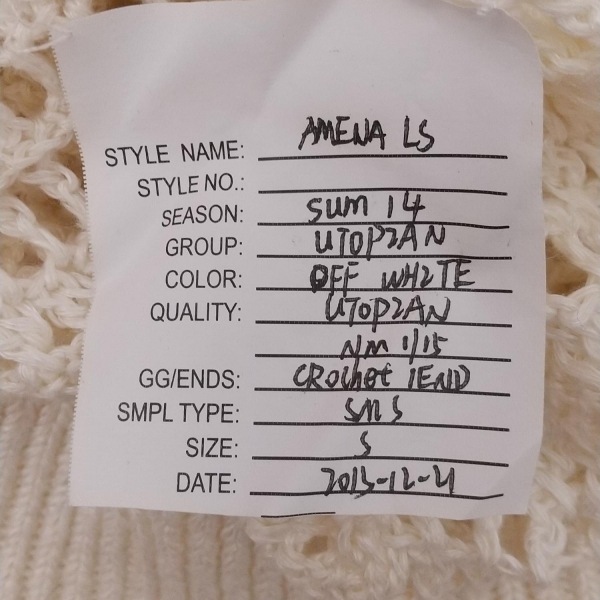 STYLE NAME: AMENA LS
STYLE NO.:
SEASON: SUM 14
GROUP: UTOPIAN
COLOR: OFF WHITE
QUALITY: UTOPIAN
NM 1/15
GG/ENDS: CROCHET 1END
SMPL TYPE: SMS
SIZE: S
DATE: 2013-12-21